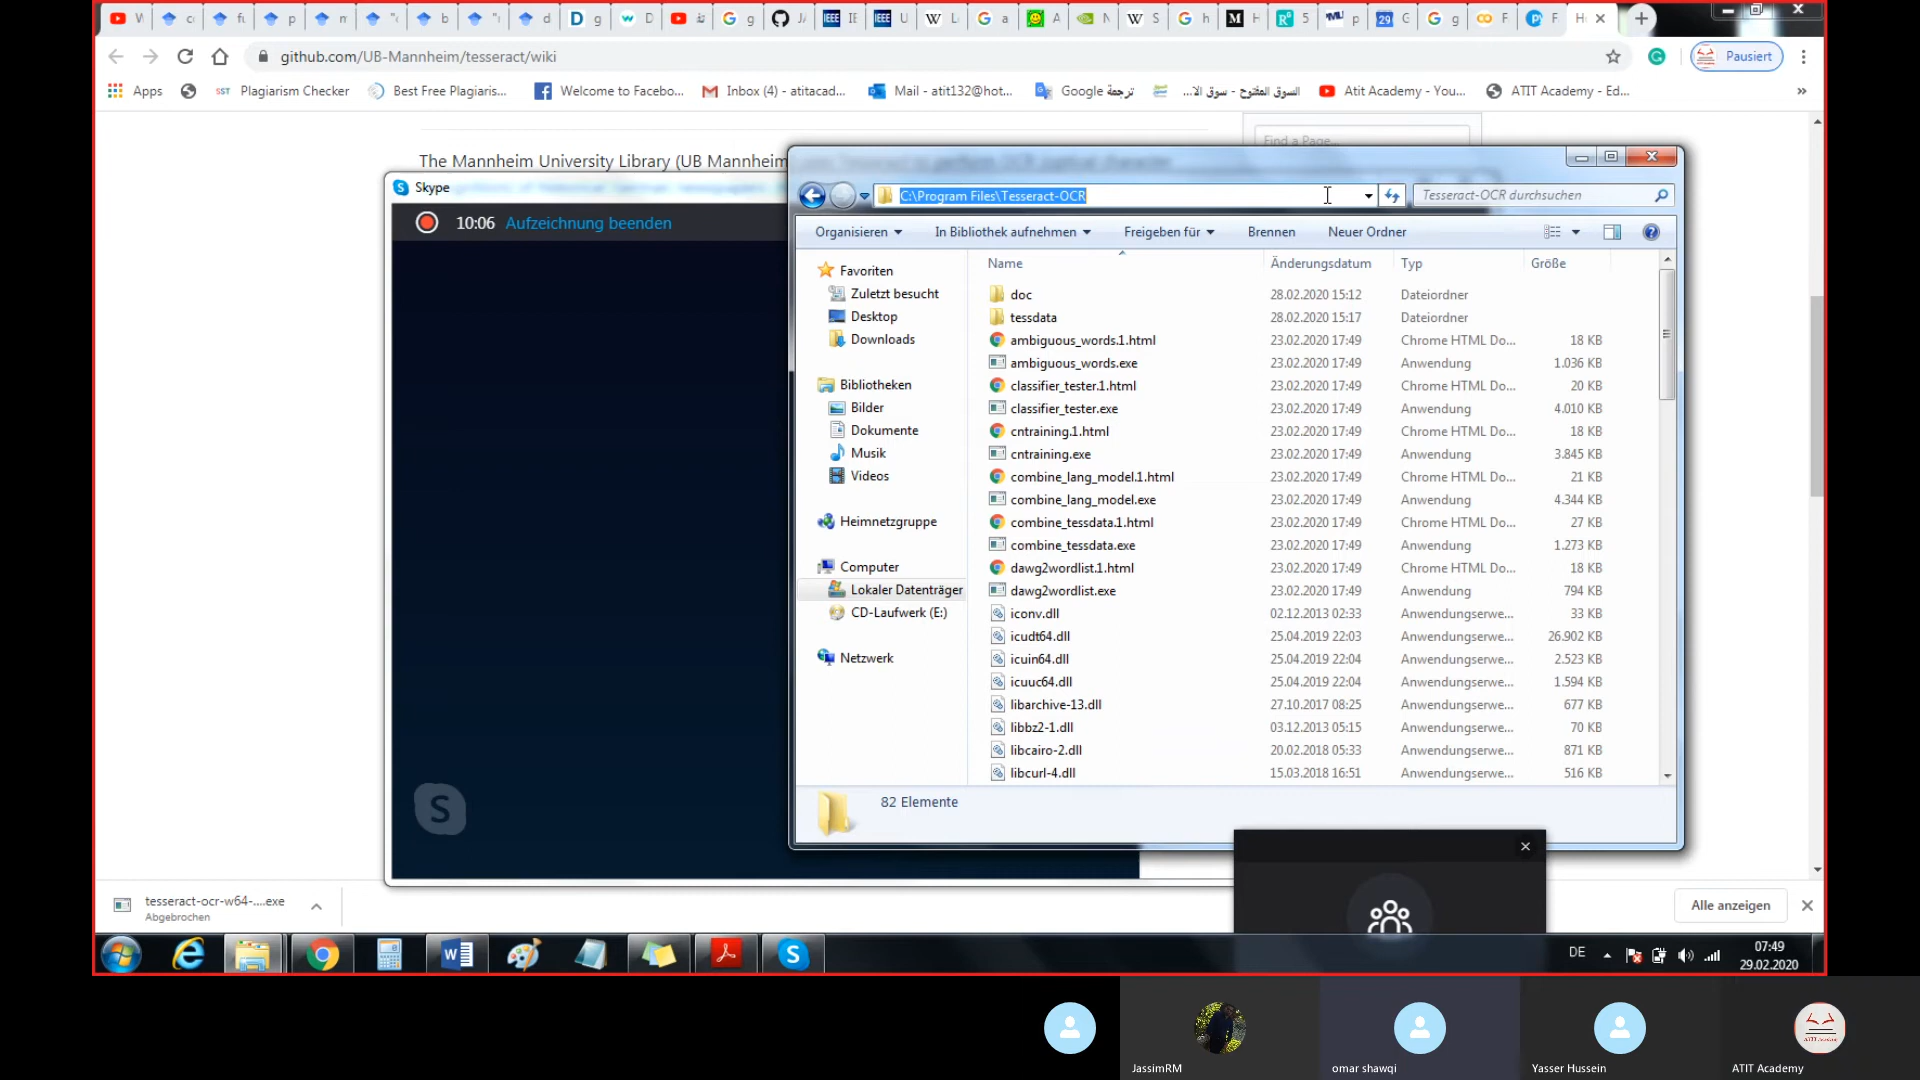 github.com/UB-Mannheim/tesseract/wiki
Pausiert
Apps
Plagiarism Checker
Best Free Plagiaris...
Welcome to Facebo...
Inbox (4) - atitacad...
Mail - atit132@hot...
ترجمة Google
السوق المفتوح - سوق الا...
Atit Academy - You...
ATIT Academy - Ed...
Find a Page...
The Mannheim University Library (UB Mannheim
Skype
10:06 Aufzeichnung beenden
C:\Program Files\Tesseract-OCR
Tesseract-OCR durchsuchen
Organisieren
In Bibliothek aufnehmen
Freigeben für
Brennen
Neuer Ordner
Favoriten
Zuletzt besucht
Desktop
Downloads
Bibliotheken
Bilder
Dokumente
Musik
Videos
Heimnetzgruppe
Computer
Lokaler Datenträger
CD-Laufwerk (E:)
Netzwerk
Name Änderungsdatum Typ Größe
doc 28.02.2020 15:12 Dateiordner
tessdata 28.02.2020 15:17 Dateiordner
ambiguous_words.1.html 23.02.2020 17:49 Chrome HTML Do... 18 KB
ambiguous_words.exe 23.02.2020 17:49 Anwendung 1.036 KB
classifier_tester.1.html 23.02.2020 17:49 Chrome HTML Do... 20 KB
classifier_tester.exe 23.02.2020 17:49 Anwendung 4.010 KB
cntraining.1.html 23.02.2020 17:49 Chrome HTML Do... 18 KB
cntraining.exe 23.02.2020 17:49 Anwendung 3.845 KB
combine_lang_model.1.html 23.02.2020 17:49 Chrome HTML Do... 21 KB
combine_lang_model.exe 23.02.2020 17:49 Anwendung 4.344 KB
combine_tessdata.1.html 23.02.2020 17:49 Chrome HTML Do... 27 KB
combine_tessdata.exe 23.02.2020 17:49 Anwendung 1.273 KB
dawg2wordlist.1.html 23.02.2020 17:49 Chrome HTML Do... 18 KB
dawg2wordlist.exe 23.02.2020 17:49 Anwendung 794 KB
iconv.dll 02.12.2013 02:33 Anwendungserwe... 33 KB
icudt64.dll 25.04.2019 22:03 Anwendungserwe... 26.902 KB
icuin64.dll 25.04.2019 22:04 Anwendungserwe... 2.523 KB
icuuc64.dll 25.04.2019 22:04 Anwendungserwe... 1.594 KB
libarchive-13.dll 27.10.2017 08:25 Anwendungserwe... 677 KB
libbz2-1.dll 03.12.2013 05:15 Anwendungserwe... 70 KB
libcairo-2.dll 20.02.2018 05:33 Anwendungserwe... 871 KB
libcurl-4.dll 15.03.2018 16:51 Anwendungserwe... 516 KB
82 Elemente
tesseract-ocr-w64-....exe
Abgebrochen
Alle anzeigen
DE
07:49
29.02.2020
JassimRM
omar shawqi
Yasser Hussein
ATIT Academy